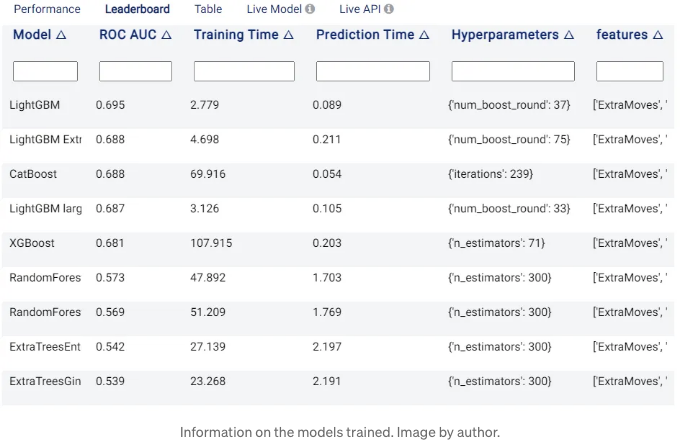 Performance Leaderboard Table Live Model Live API
Model △ ROC AUC △ Training Time △ Prediction Time △ Hyperparameters △ features △
LightGBM 0.695 2.779 0.089 {'num_boost_round': 37} ['ExtraMoves', '
LightGBM Extr 0.688 4.698 0.211 {'num_boost_round': 75} ['ExtraMoves', '
CatBoost 0.688 69.916 0.054 {'iterations': 239} ['ExtraMoves', '
LightGBM larg 0.687 3.126 0.105 {'num_boost_round': 33} ['ExtraMoves', '
XGBoost 0.681 107.915 0.203 {'n_estimators': 71} ['ExtraMoves', '
RandomFores 0.573 47.892 1.703 {'n_estimators': 300} ['ExtraMoves', '
RandomFores 0.569 51.209 1.769 {'n_estimators': 300} ['ExtraMoves', '
ExtraTreesEnt 0.542 27.139 2.197 {'n_estimators': 300} ['ExtraMoves', '
ExtraTreesGin 0.539 23.268 2.191 {'n_estimators': 300} ['ExtraMoves', '
Information on the models trained. Image by author.